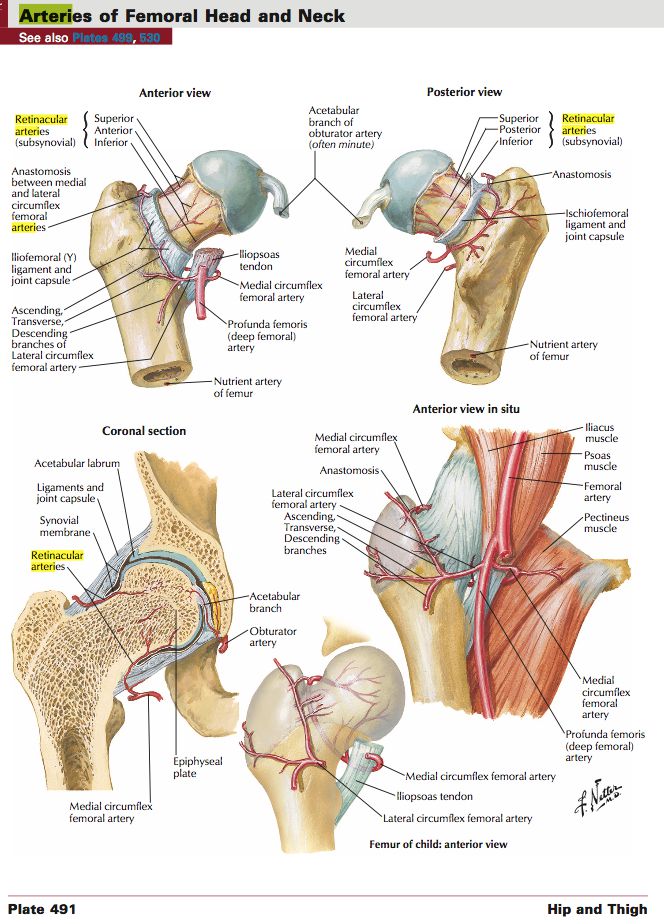 Arteries of Femoral Head and Neck
See also Plates 499, 530
Anterior view
Posterior view
Retinacular
arteries
(subsynovial)
Superior
Anterior
Inferior
Acetabular
branch of
obturator artery
(often minute)
Superior
Posterior
Inferior
Retinacular
arteries
(subsynovial)
Anastomosis
between medial
and lateral
circumflex
femoral
arteries
Anastomosis
Ischiofemoral
ligament and
joint capsule
Iliofemoral (Y)
ligament and
joint capsule
Iliopsoas
tendon
Medial circumflex
femoral artery
Medial
circumflex
femoral artery
Lateral
circumflex
femoral artery
Ascending,
Transverse,
Descending
branches of
Lateral circumflex
femoral artery
Profunda femoris
(deep femoral)
artery
Nutrient artery
of femur
Nutrient artery
of femur
Coronal section
Anterior view in situ
Acetabular labrum
Ligaments and
joint capsule
Synovial
membrane
Retinacular
arteries
Acetabular
branch
Obturator
artery
Epiphyseal
plate
Medial circumflex
femoral artery
Medial circumflex
femoral artery
Anastomosis
Lateral circumflex
femoral artery
Ascending,
Transverse,
Descending
branches
Iliacus
muscle
Psoas
muscle
Femoral
artery
Pectineus
muscle
Medial
circumflex
femoral
artery
Profunda femoris
(deep femoral)
artery
Medial circumflex femoral artery
Iliopsoas tendon
Lateral circumflex femoral artery
Femur of child: anterior view
F. Netter
M.D.
Plate 491
Hip and Thigh